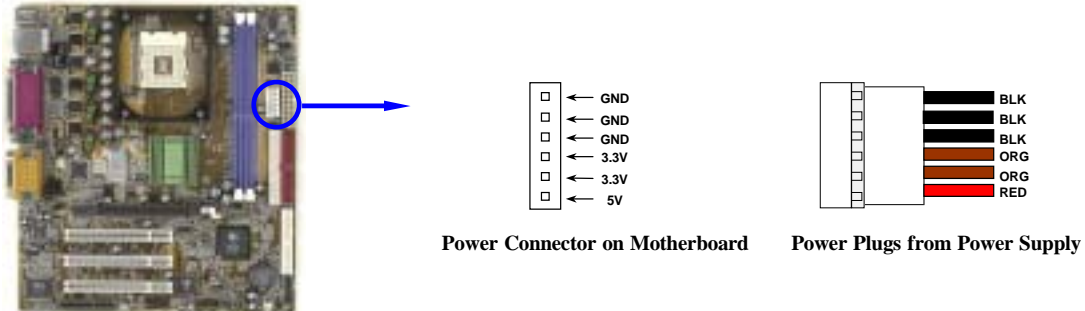 GND
GND
GND
3.3V
3.3V
5V
Power Connector on Motherboard
BLK
BLK
BLK
ORG
ORG
RED
Power Plugs from Power Supply